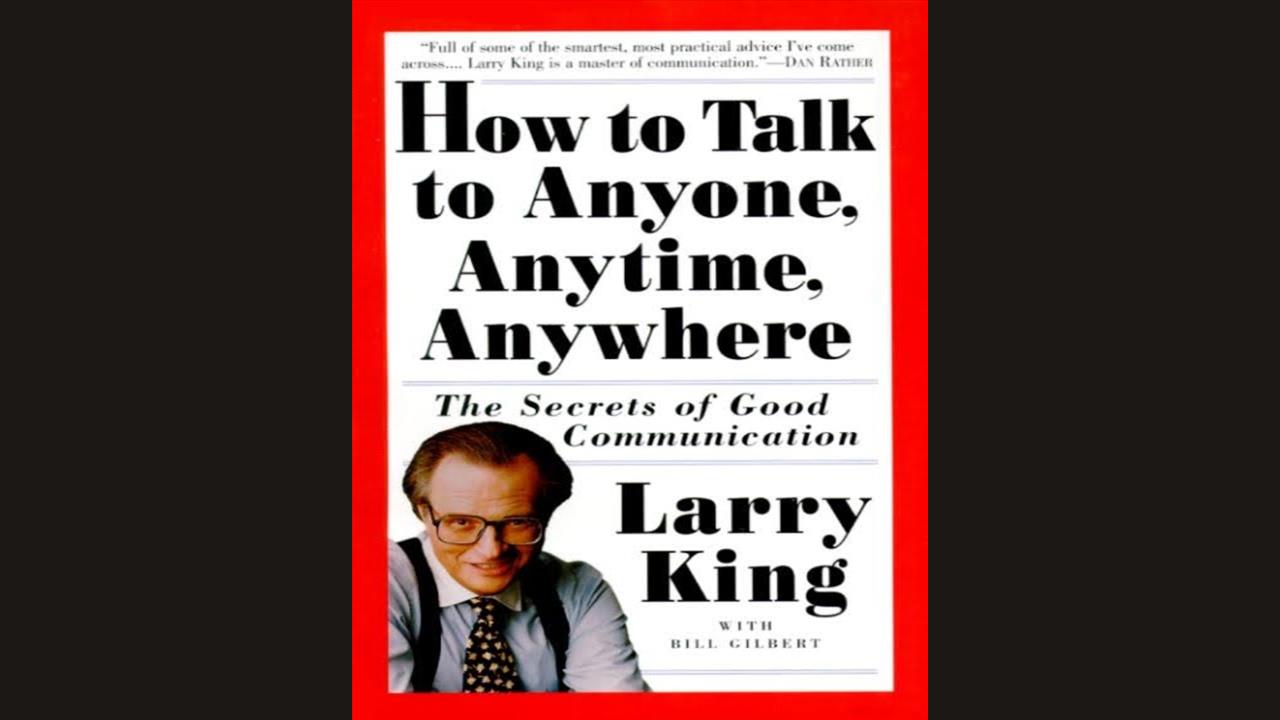 “Full of some of the smartest, most practical advice I've come
across.... Larry King is a master of communication.”—DAN RATHER
How to Talk
to Anyone,
Anytime,
Anywhere
The Secrets of Good
Communication
Larry
King
WITH
BILL GILBERT